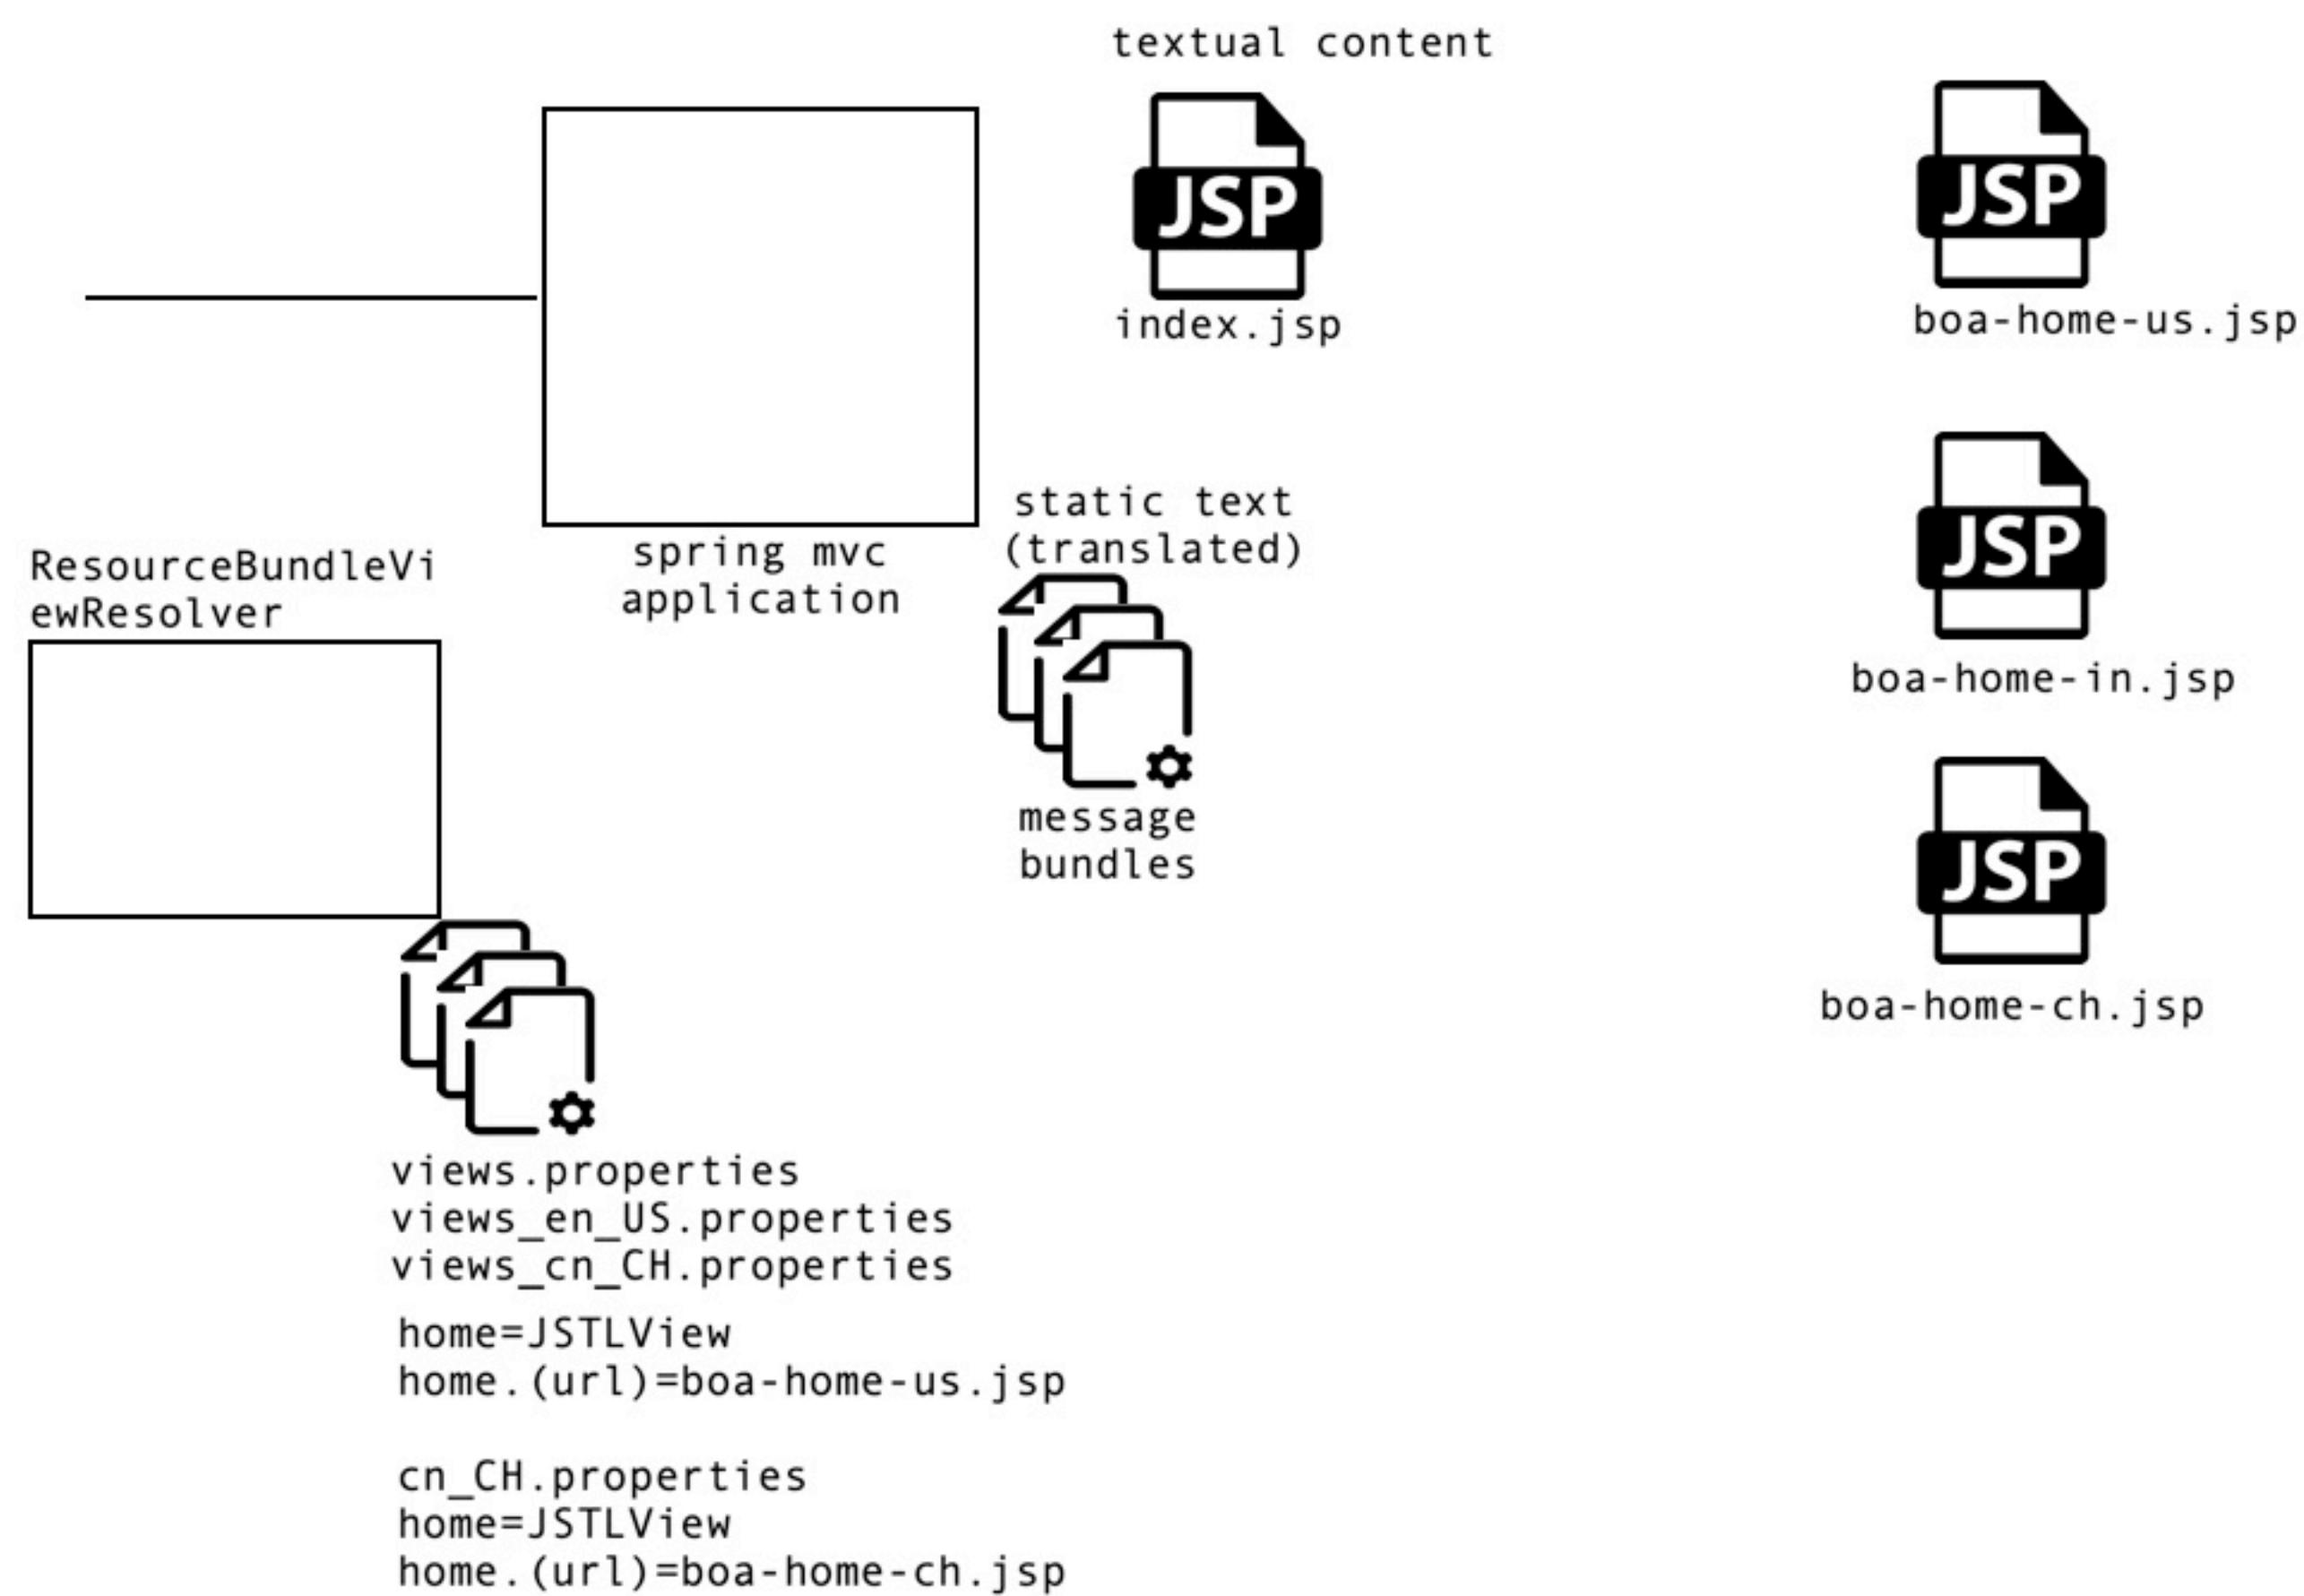 textual content
JSP
index.jsp
JSP
boa-home-us.jsp
spring mvc
application
static text
(translated)
message
bundles
JSP
boa-home-in.jsp
ResourceBundleVi
ewResolver
JSP
boa-home-ch.jsp
views.properties
views_en_US.properties
views_cn_CH.properties
home=JSTLView
home.(url)=boa-home-us.jsp
cn_CH.properties
home=JSTLView
home.(url)=boa-home-ch.jsp